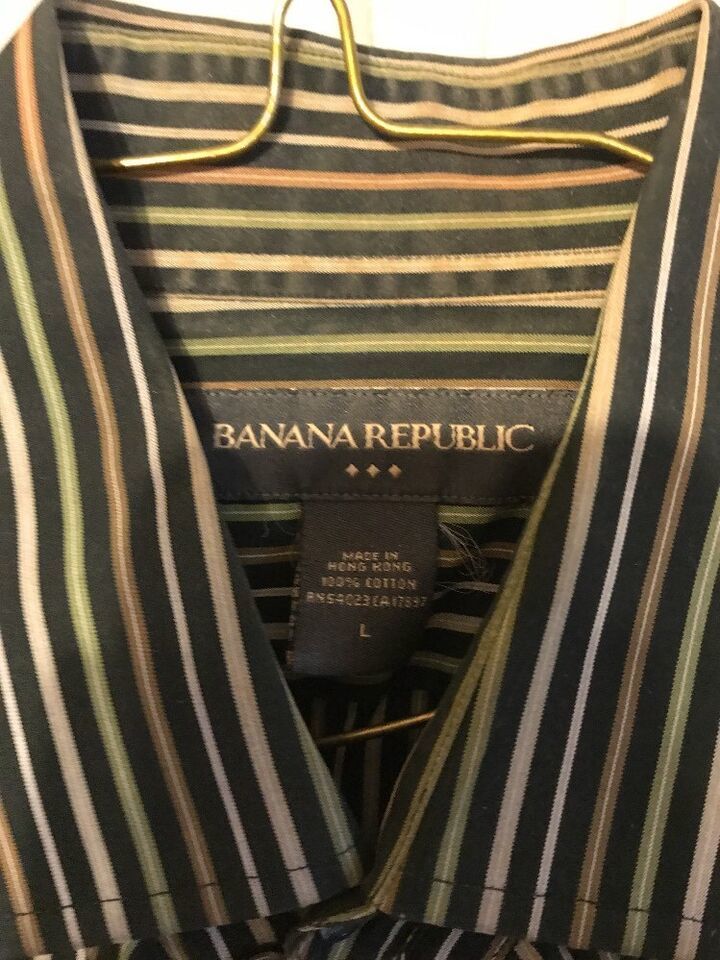 BANANA REPUBLIC
MADE IN
HONG KONG
100% COTTON
RN54023 CA17897
L